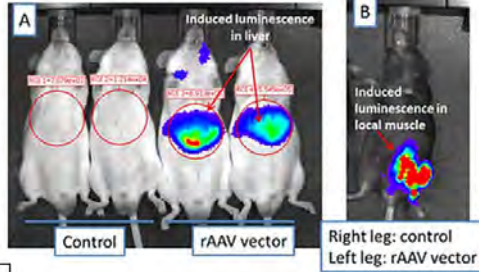 A
Induced luminescence
in liver
Control
rAAV vector
B
Induced
luminescence in
local muscle
Right leg: control
Left leg: rAAV vector